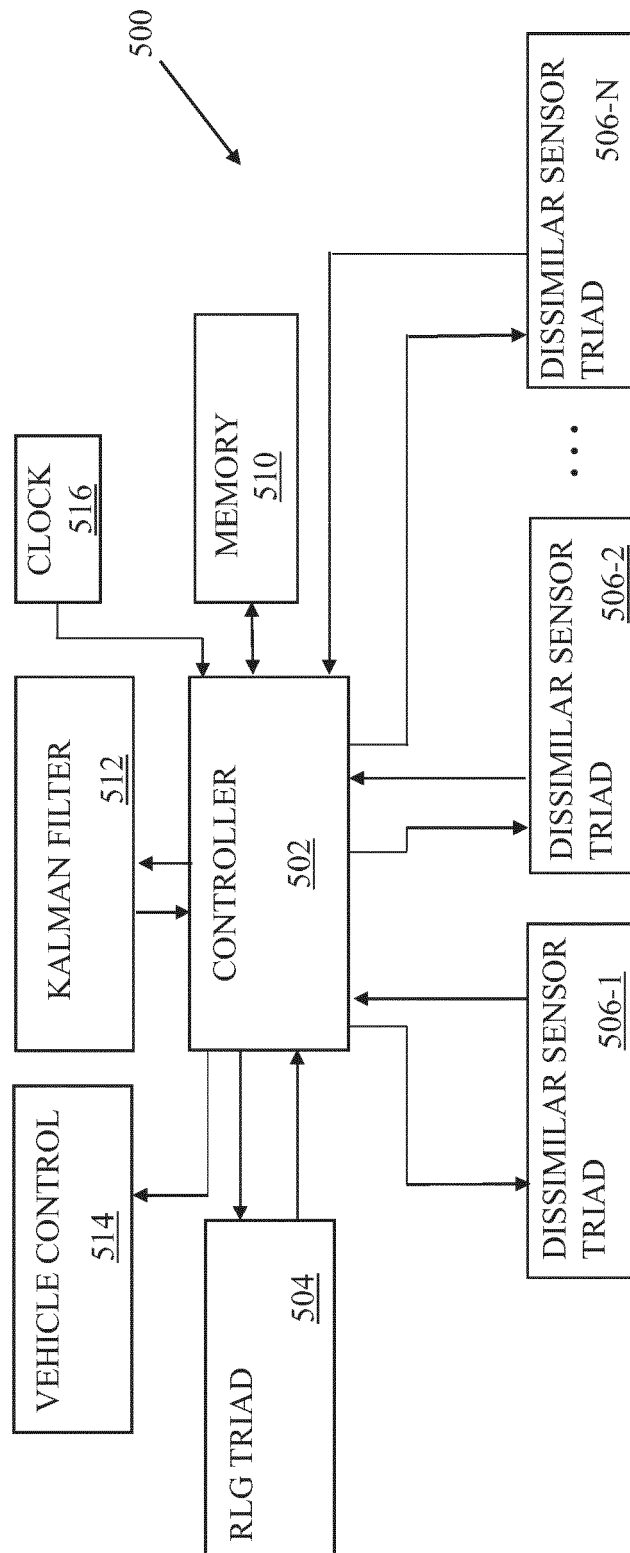 500
CLOCK
516
KALMAN FILTER
512
VEHICLE CONTROL
514
MEMORY
510
CONTROLLER
502
RLG TRIAD
504
DISSIMILAR SENSOR
TRIAD
506-1
DISSIMILAR SENSOR
TRIAD
506-2
...
DISSIMILAR SENSOR
TRIAD
506-N